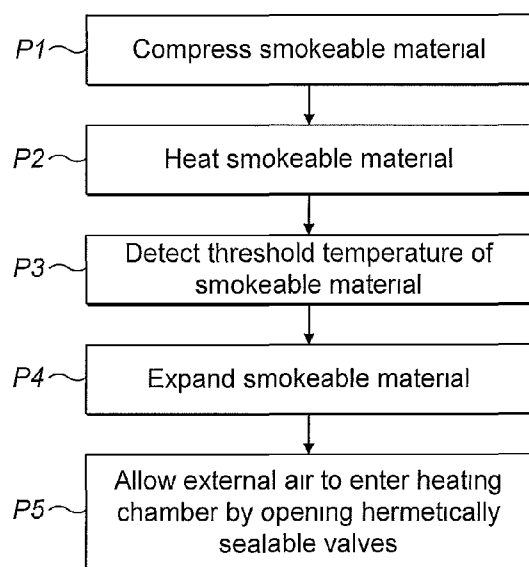 P1 Compress smokeable material
P2 Heat smokeable material
P3 Detect threshold temperature of
smokeable material
P4 Expand smokeable material
P5 Allow external air to enter heating
chamber by opening hermetically
sealable valves